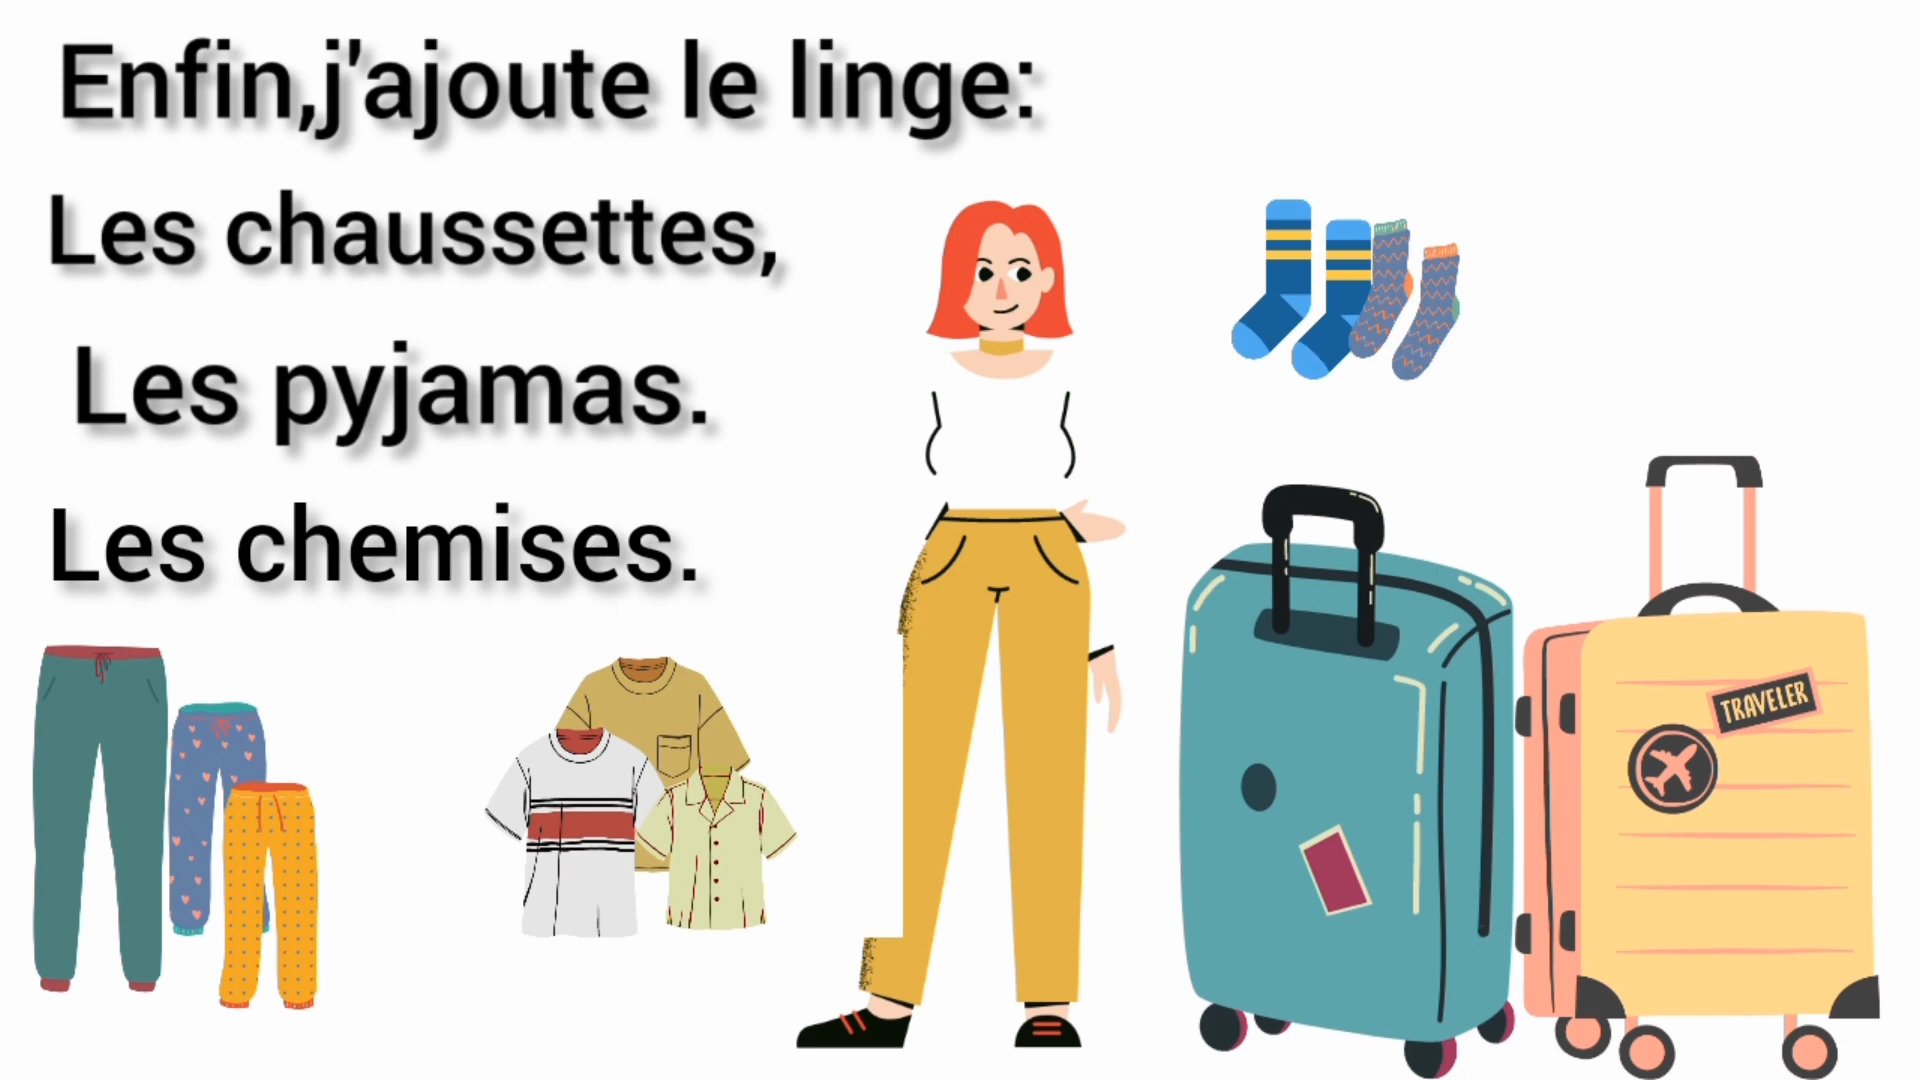 Enfin,j'ajoute le linge:
Les chaussettes,
Les pyjamas.
Les chemises.
TRAVELER